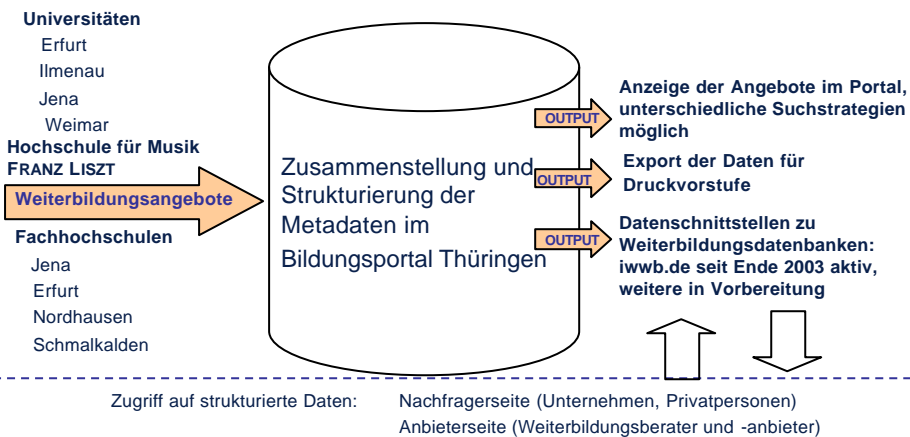 Universitäten
Erfurt
Ilmenau
Jena
Weimar
Hochschule für Musik
FRANZ LISZT
Weiterbildungsangebote
Fachhochschulen
Jena
Erfurt
Nordhausen
Schmalkalden
Zusammenstellung und
Strukturierung der
Metadaten im
Bildungsportal Thüringen
OUTPUT
Anzeige der Angebote im Portal,
unterschiedliche Suchstrategien
möglich
OUTPUT
Export der Daten für
Druckvorstufe
OUTPUT
Datenschnittstellen zu
Weiterbildungsdatenbanken:
iwwb.de seit Ende 2003 aktiv,
weitere in Vorbereitung
Zugriff auf strukturierte Daten: Nachfragerseite (Unternehmen, Privatpersonen)
Anbieterseite (Weiterbildungsberater und -anbieter)